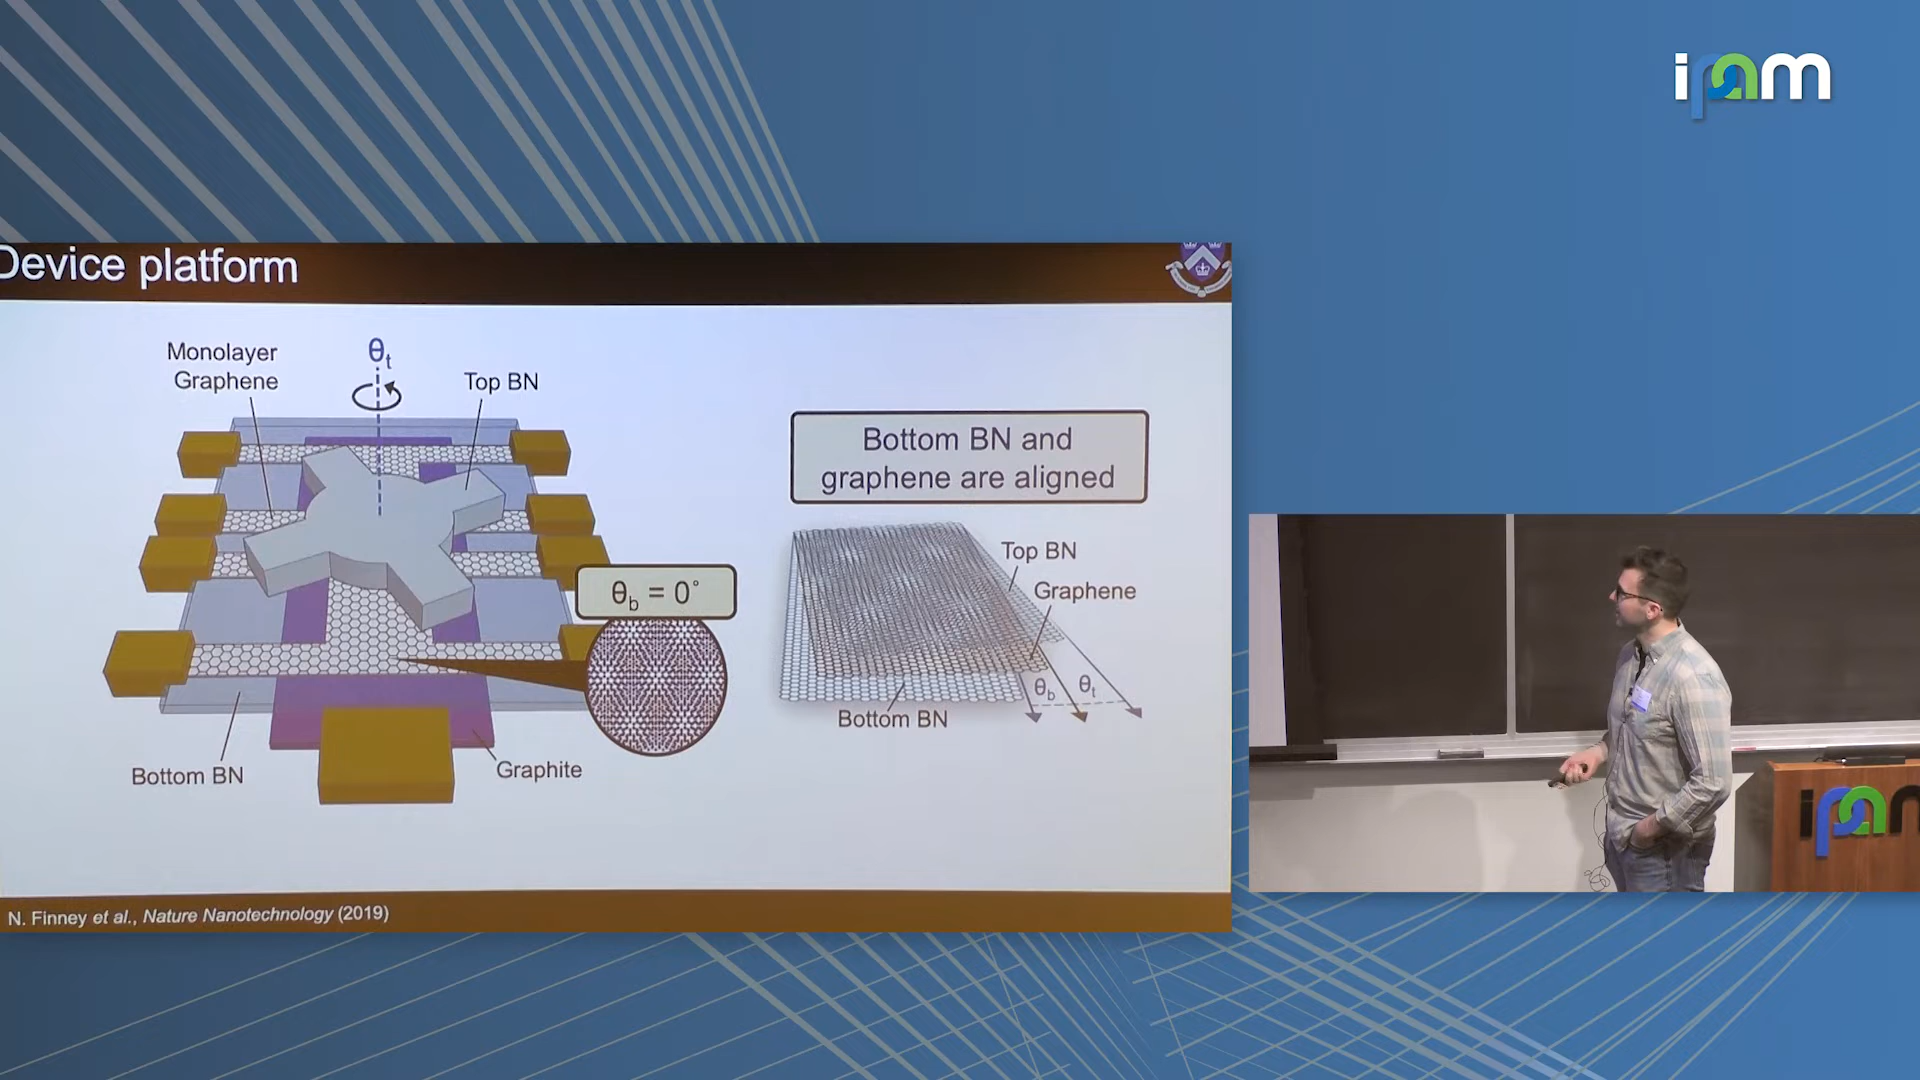 ipam
Device platform
Monolayer
Graphene
θt
Top BN
Bottom BN and
graphene are aligned
θb = 0°
Top BN
Graphene
θb
θt
Bottom BN
Bottom BN
Graphite
N. Finney et al., Nature Nanotechnology (2019)
ipam